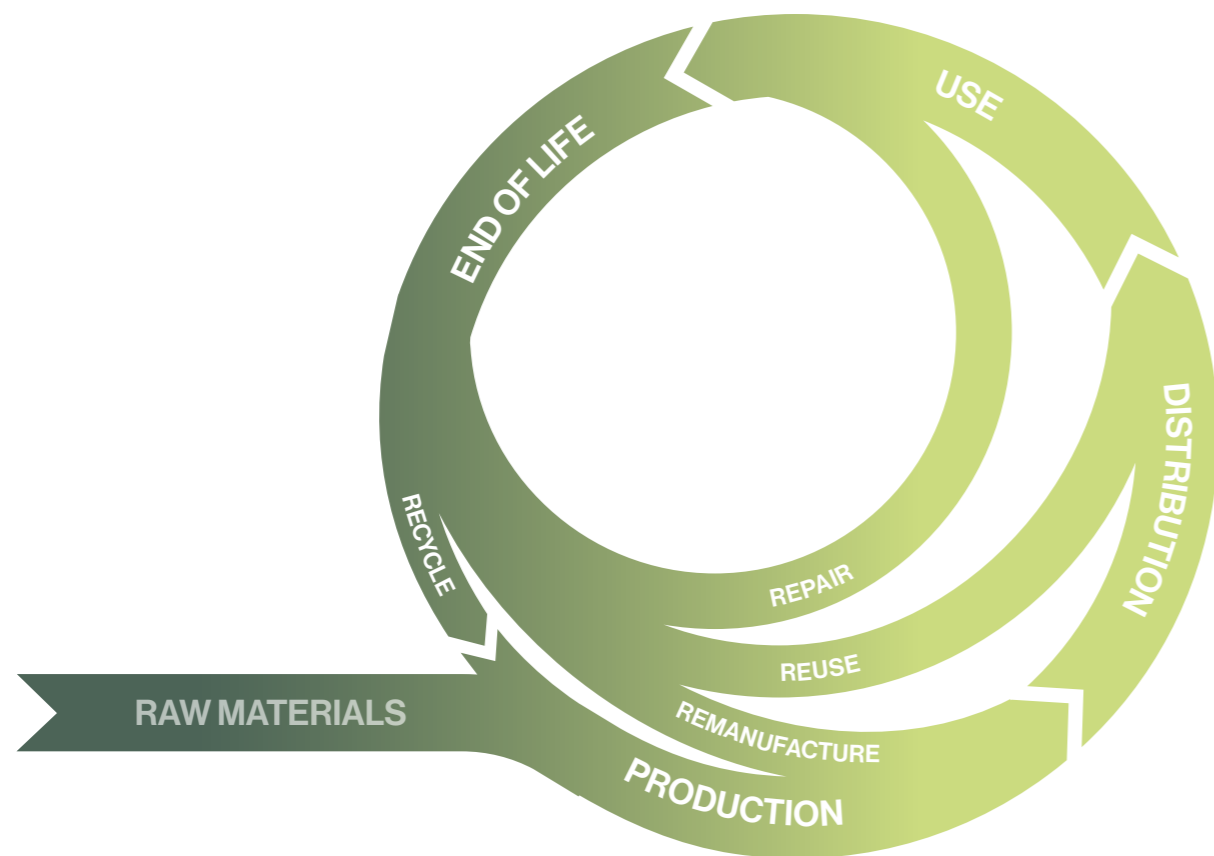 USE
END OF LIFE
DISTRIBUTION
RECYCLE
REPAIR
REUSE
RAW MATERIALS
REMANUFACTURE
PRODUCTION